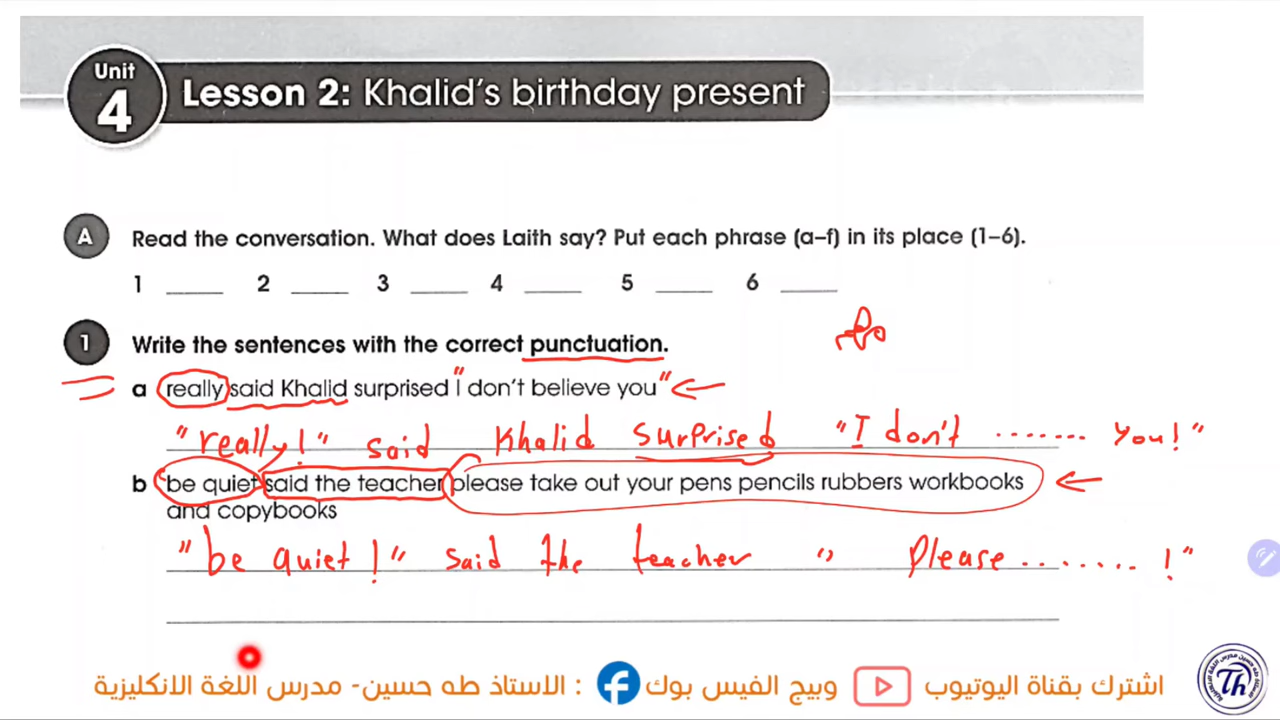 Unit
4
Lesson 2: Khalid's birthday present
A Read the conversation. What does Laith say? Put each phrase (a–f) in its place (1–6).
1 ____ 2 ____ 3 ____ 4 ____ 5 ____ 6 ____
1 Write the sentences with the correct punctuation.
a really said Khalid surprised "I don't believe you"
"really!" said Khalid surprised "I don't ........ you!"
b be quiet said the teacher please take out your pens pencils rubbers workbooks
and copybooks
"be quiet!" said the teacher " please ........ !"
اشترك بقناة اليوتيوب وبيج الفيس بوك : الاستاذ طه حسين- مدرس اللغة الانكليزية
Th